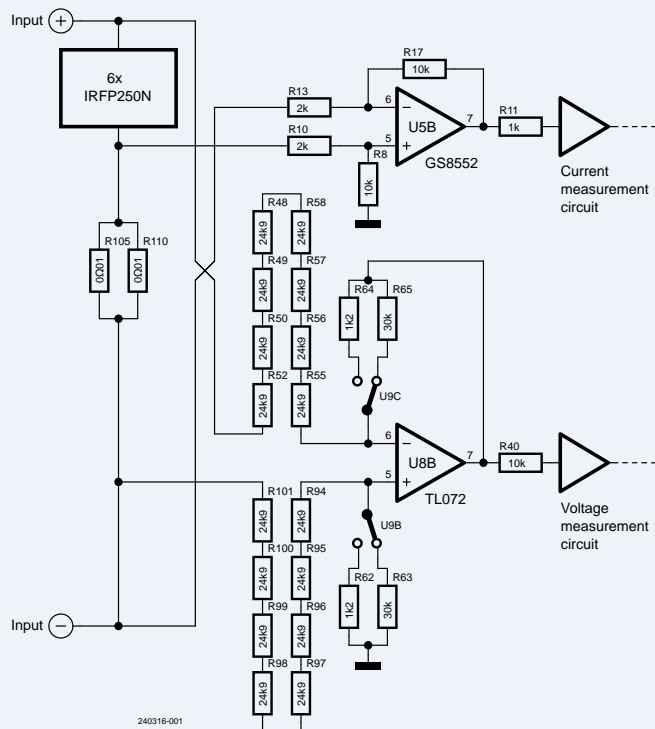 Input +
6x
IRFP250N
R17
10k
R13
2k
6
−
7
R11
1k
U5B
R10
2k
5
+
GS8552
R8
10k
Current
measurement
circuit
R48
24k9
R58
24k9
R105
0Ω01
R110
0Ω01
R49
24k9
R57
24k9
R50
24k9
R56
24k9
R64
1k2
R65
30k
R52
24k9
R55
24k9
U9C
6
−
7
R40
10k
U8B
5
+
TL072
Voltage
measurement
circuit
R101
24k9
R94
24k9
U9B
R100
24k9
R95
24k9
R62
1k2
R63
30k
R99
24k9
R96
24k9
Input −
R98
24k9
R97
24k9
240316-001